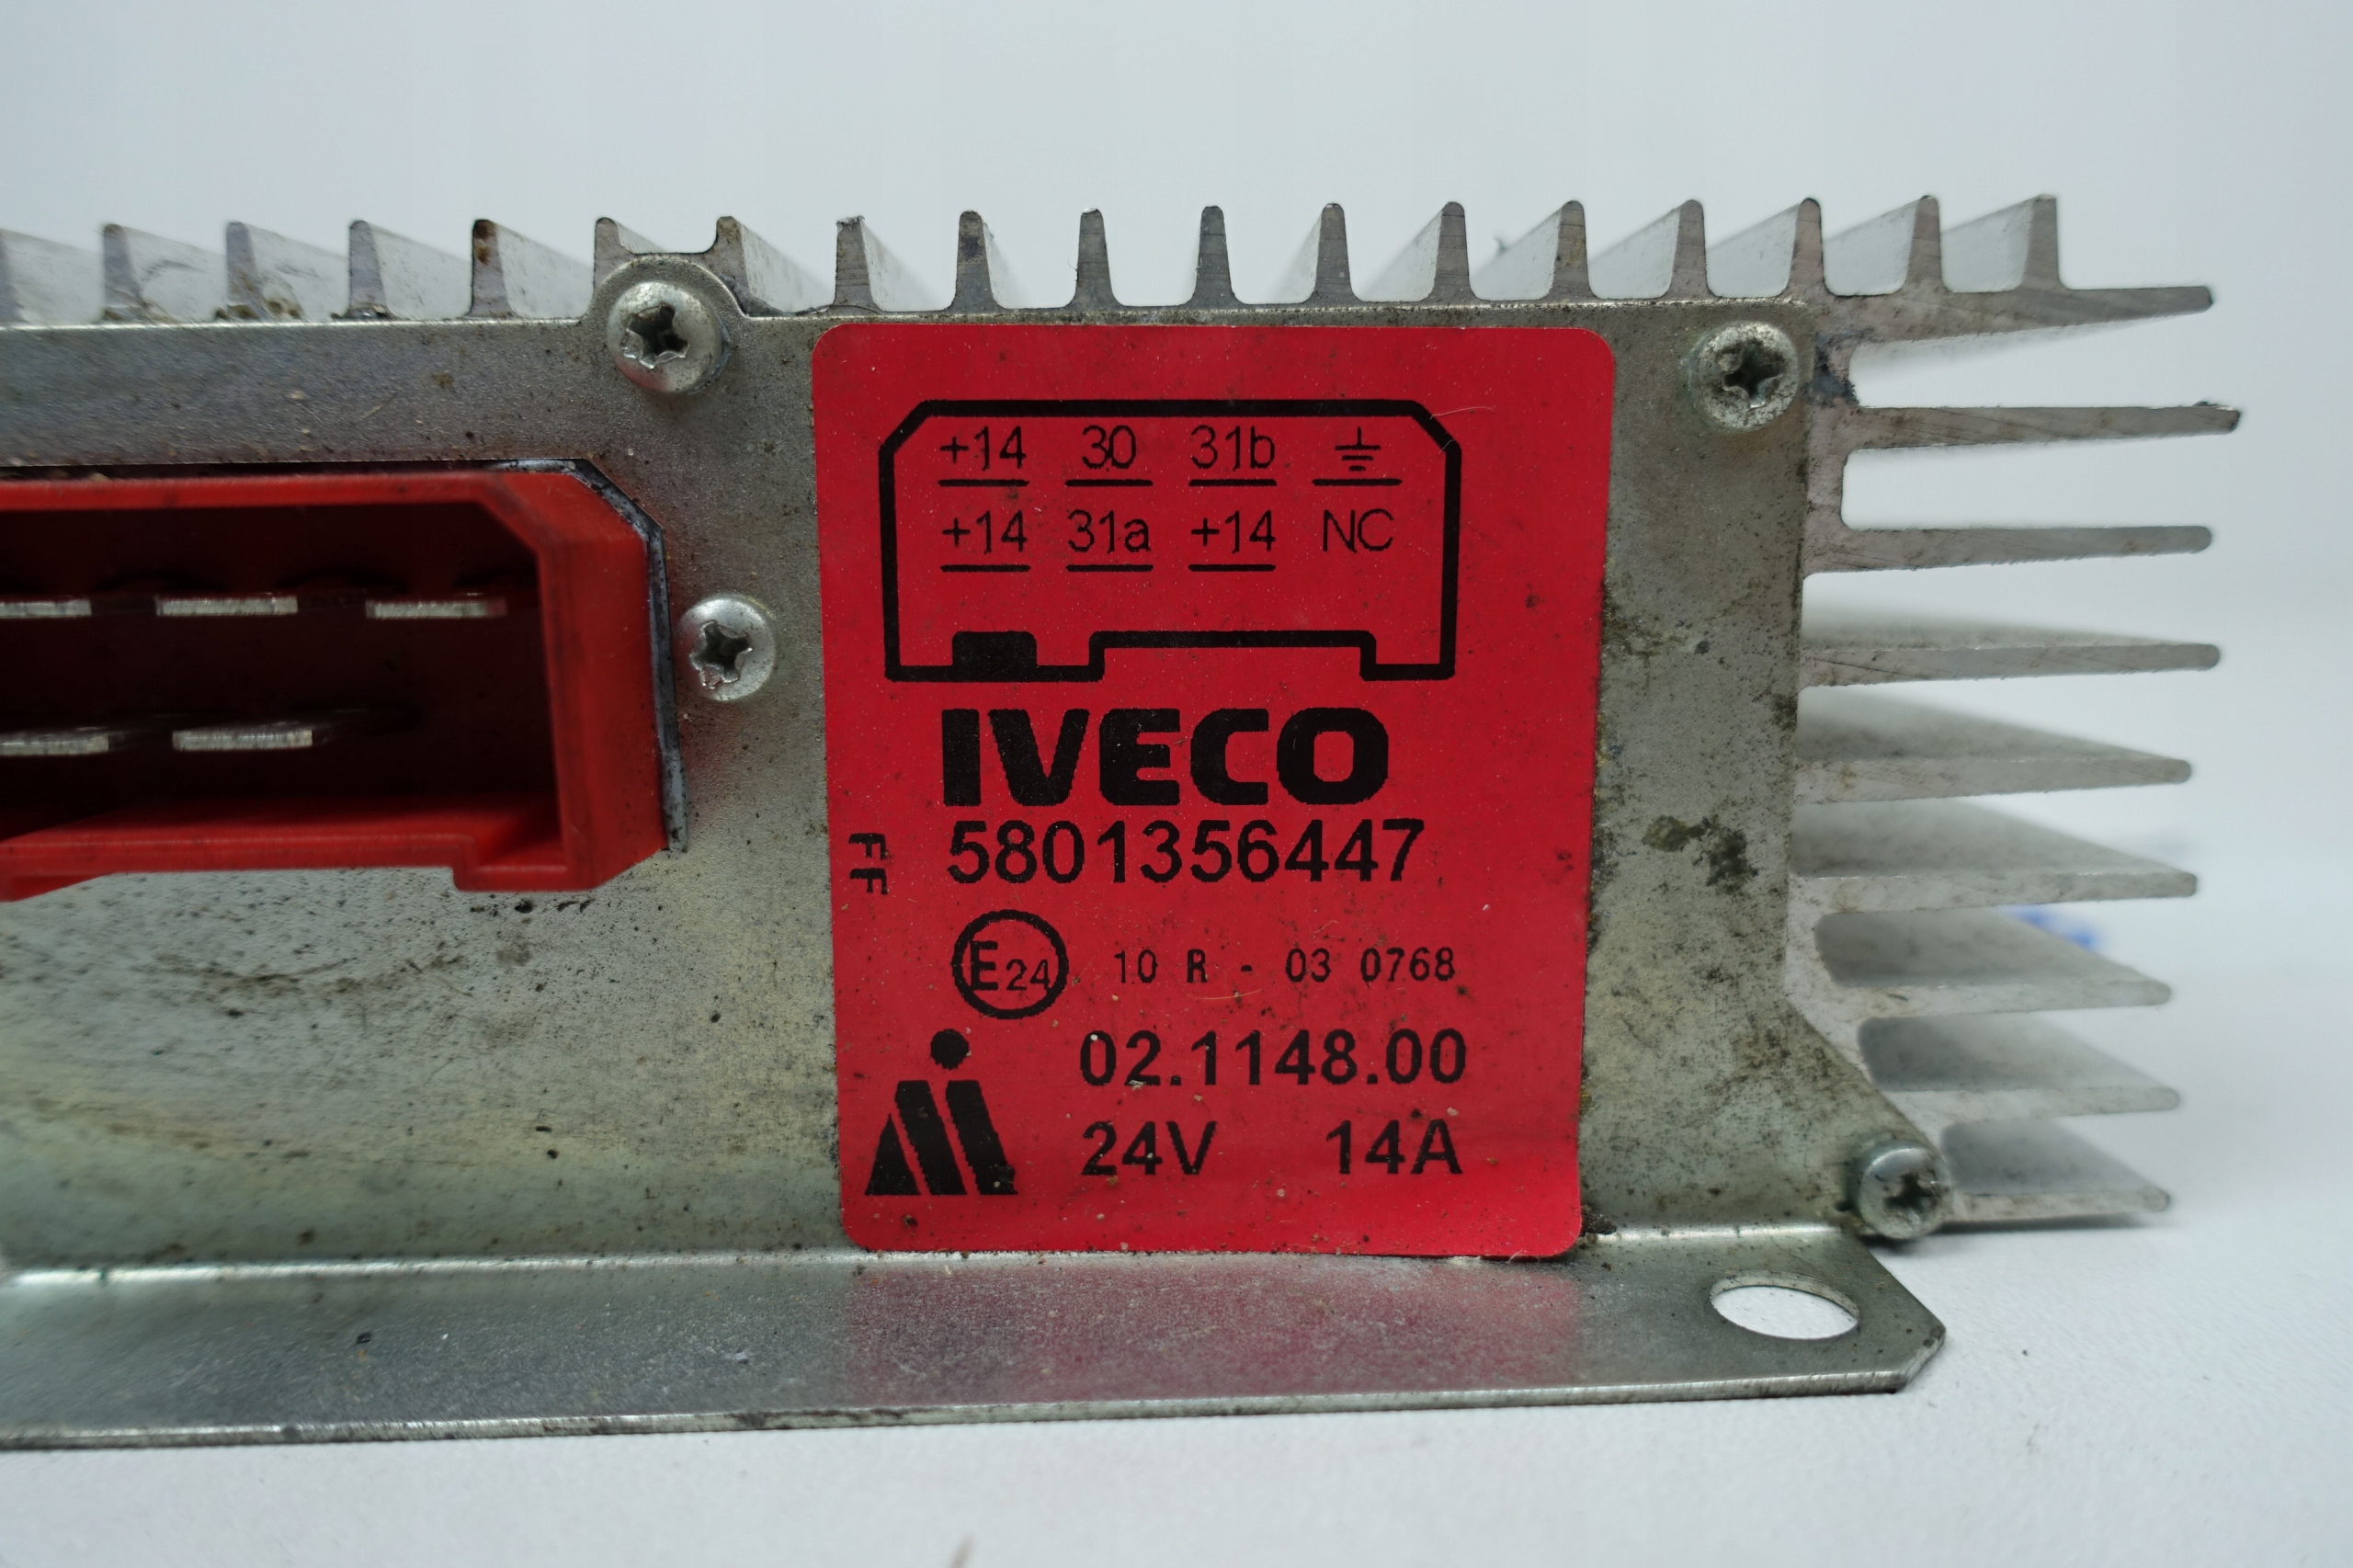 +14 30 31b ⏚
+14 31a +14 NC
IVECO
FF
5801356447
E24 10 R - 03 0768
02.1148.00
24V 14A